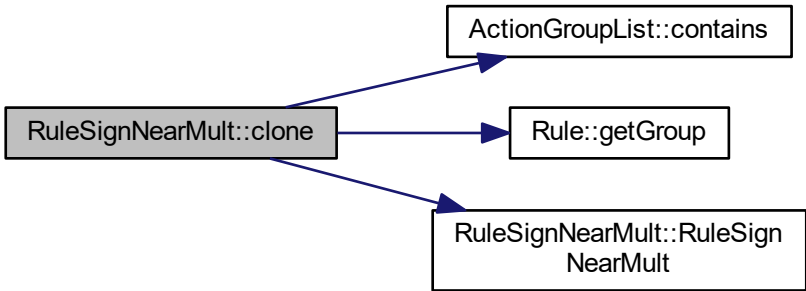 ActionGroupList::contains
RuleSignNearMult::clone
Rule::getGroup
RuleSignNearMult::RuleSign
NearMult